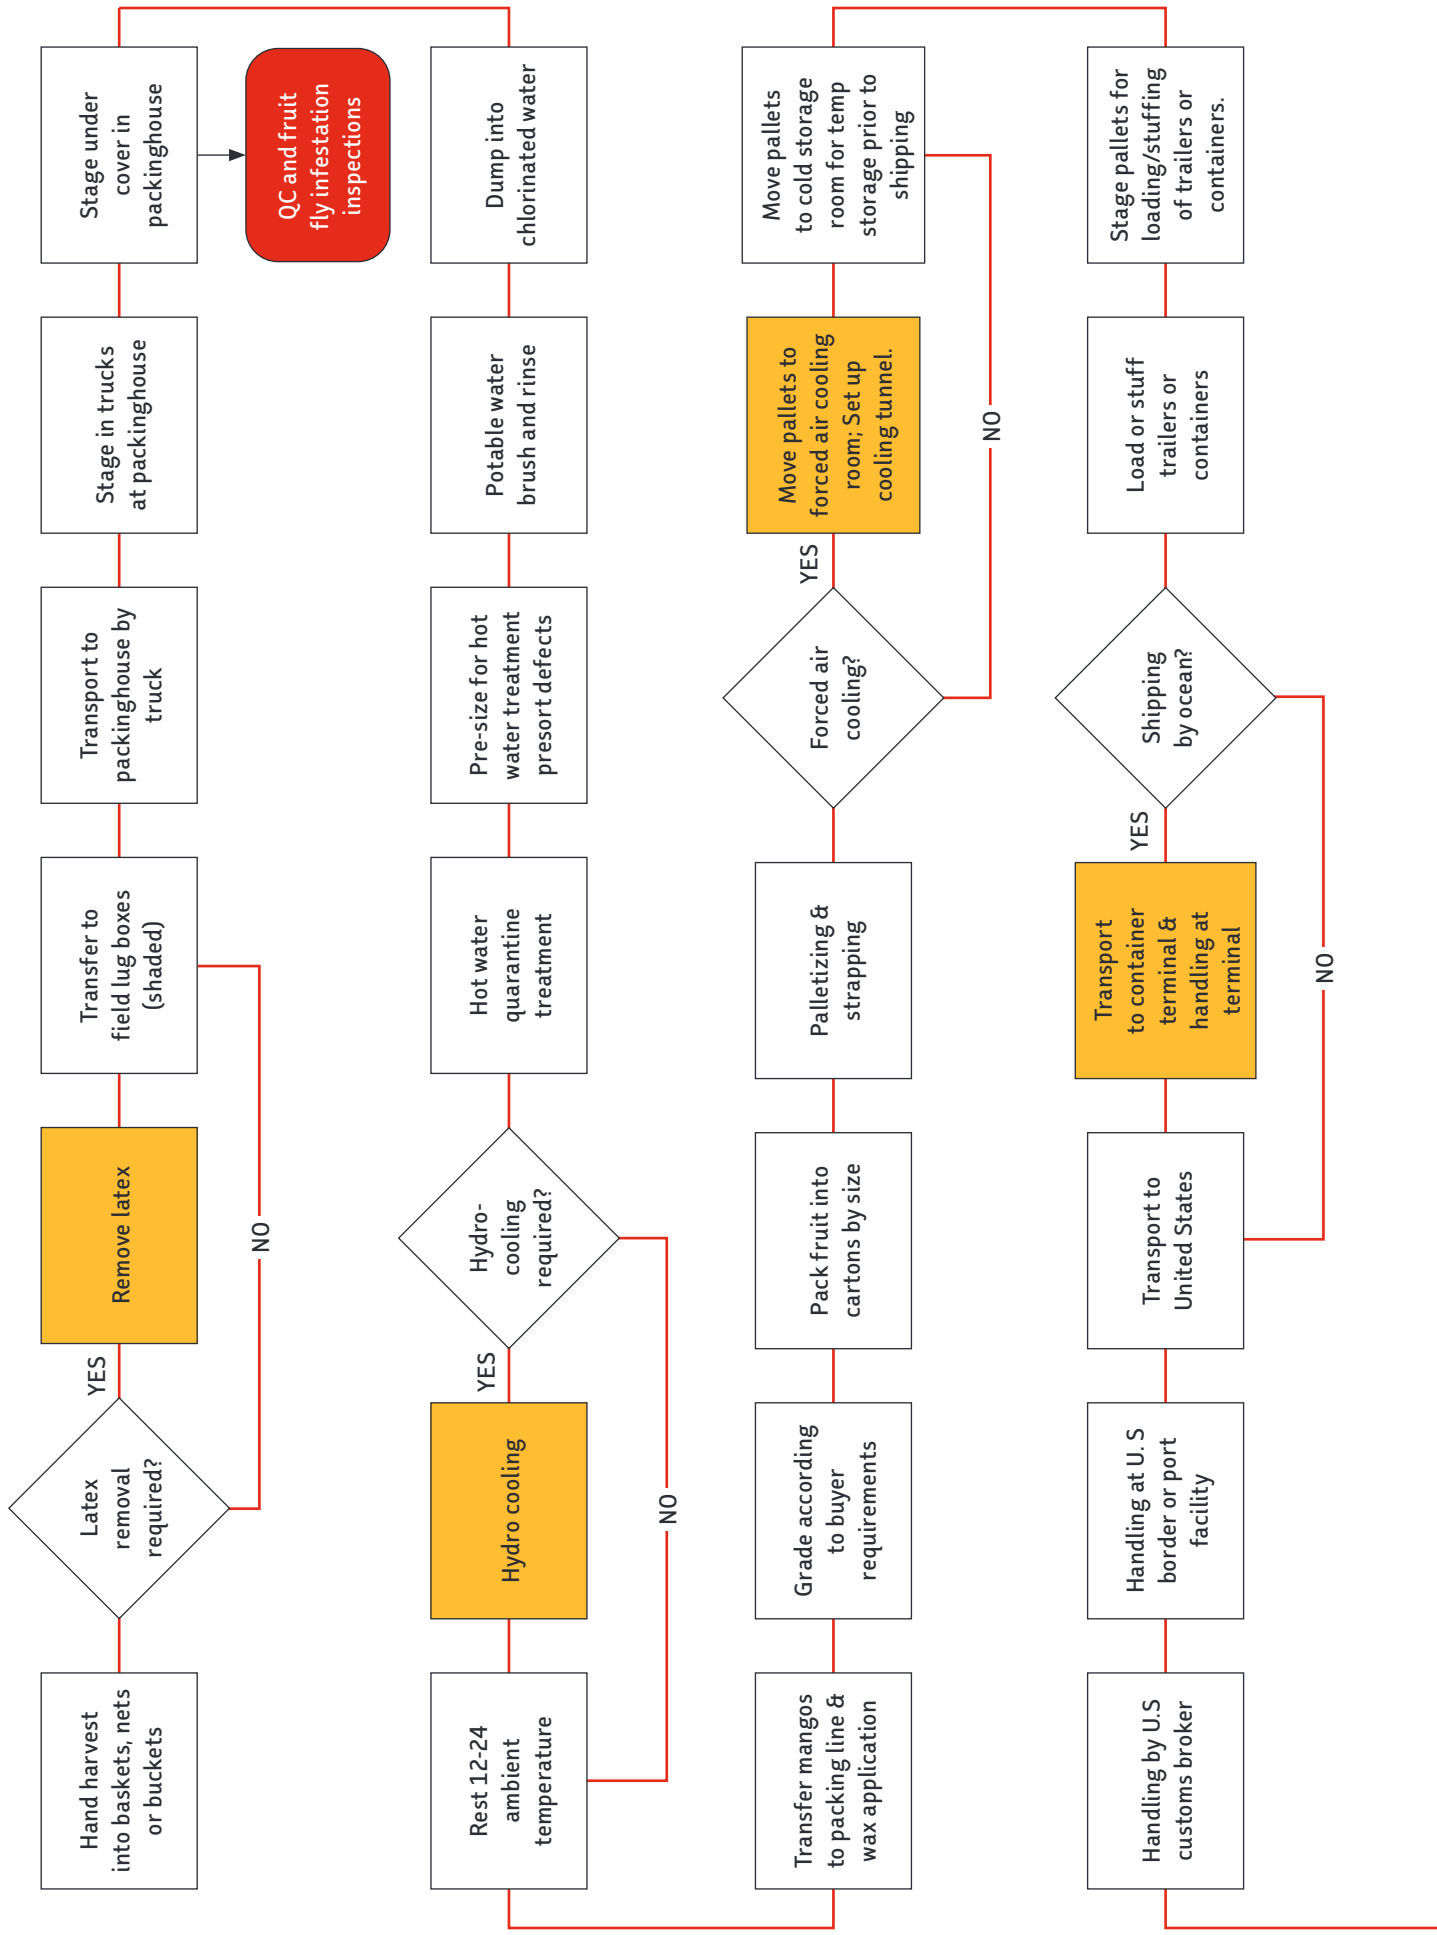 Hand harvest
into baskets, nets
or buckets
Latex
removal
required?
YES
NO
Remove latex
Transfer to
field lug boxes
(shaded)
Transport to
packinghouse by
truck
Stage in trucks
at packinghouse
Stage under
cover in
packinghouse
QC and fruit
fly infestation
inspections
Dump into
chlorinated water
Potable water
brush and rinse
Pre-size for hot
water treatment
presort defects
Hot water
quarantine
treatment
Hydro-
cooling
required?
YES
NO
Hydro cooling
Rest 12-24
ambient
temperature
Transfer mangos
to packing line &
wax application
Grade according
to buyer
requirements
Pack fruit into
cartons by size
Palletizing &
strapping
Forced air
cooling?
YES
NO
Move pallets to
forced air cooling
room; Set up
cooling tunnel.
Move pallets
to cold storage
room for temp
storage prior to
shipping
Stage pallets for
loading/stuffing
of trailers or
containers.
Load or stuff
trailers or
containers
Shipping
by ocean?
YES
NO
Transport
to container
terminal &
handling at
terminal
Transport to
United States
Handling at U. S
border or port
facility
Handling by U.S
customs broker